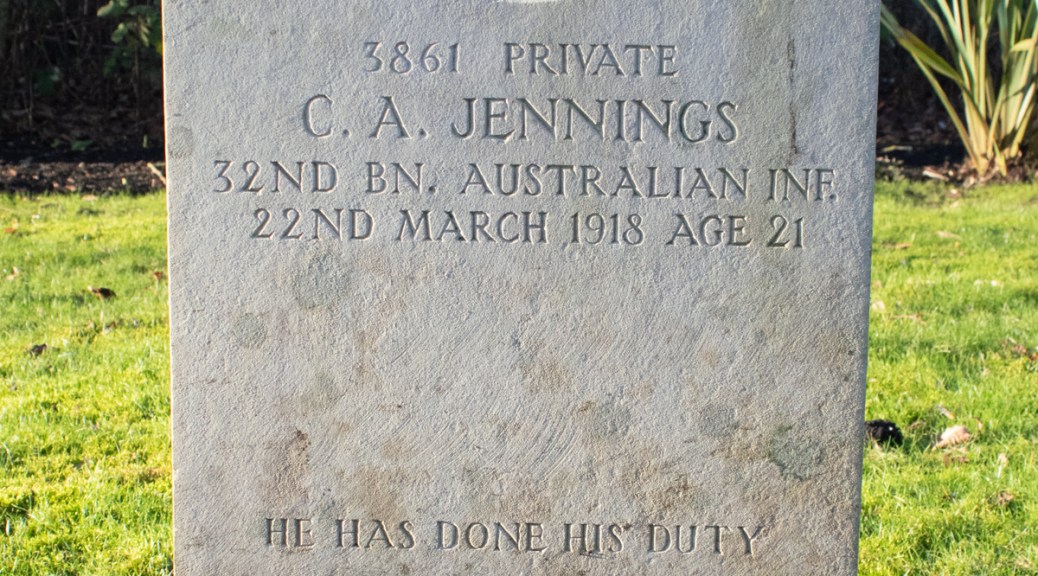 3861 PRIVATE
C. A. JENNINGS
32ND BN. AUSTRALIAN INF.
22ND MARCH 1918 AGE 21
HE HAS DONE HIS DUTY